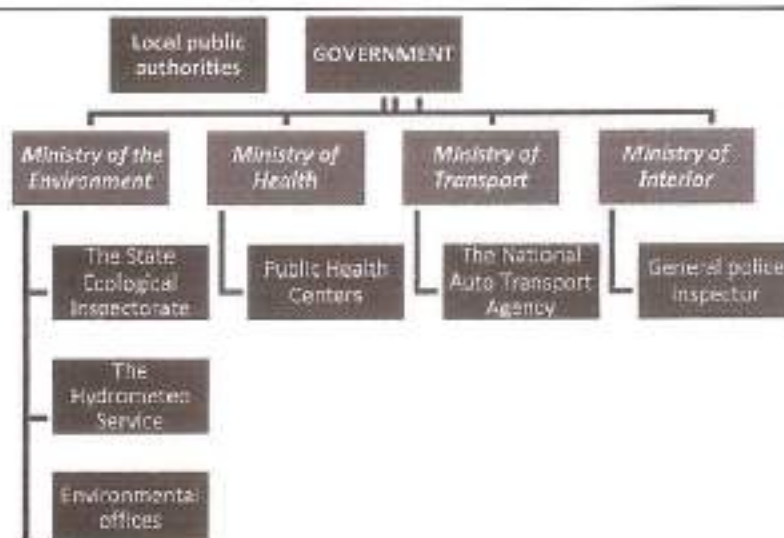 Local public
authorities
GOVERNMENT
Ministry of the
Environment
Ministry of
Health
Ministry of
Transport
Ministry of
Interior
The State
Ecological
Inspectorate
Public Health
Centers
The National
Auto Transport
Agency
General police
inspector
The
Hydrometeo
Service
Environmental
offices